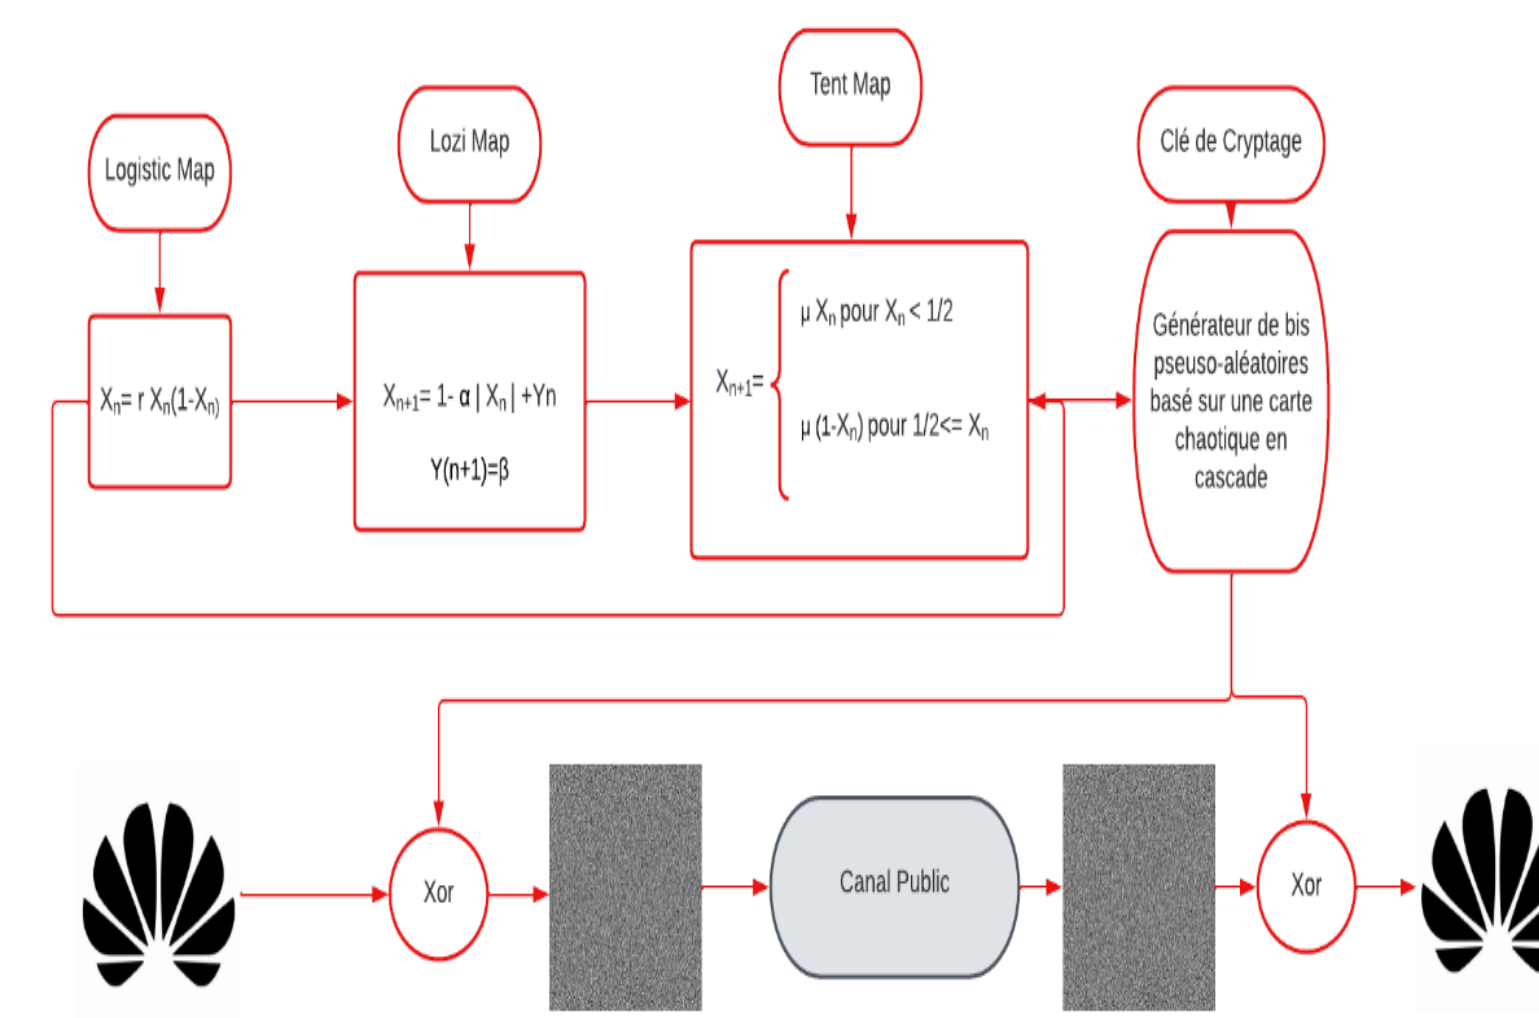 Tent Map
Lozi Map
Clé de Cryptage
Logistic Map
Xn= r Xn(1-Xn)
Xn+1= 1- α | Xn | +Yn
Y(n+1)=β
Xn+1=
µ Xn pour Xn < 1/2
µ (1-Xn) pour 1/2<= Xn
Générateur de bis
pseuso-aléatoires
basé sur une carte
chaotique en
cascade
Xor
Canal Public
Xor